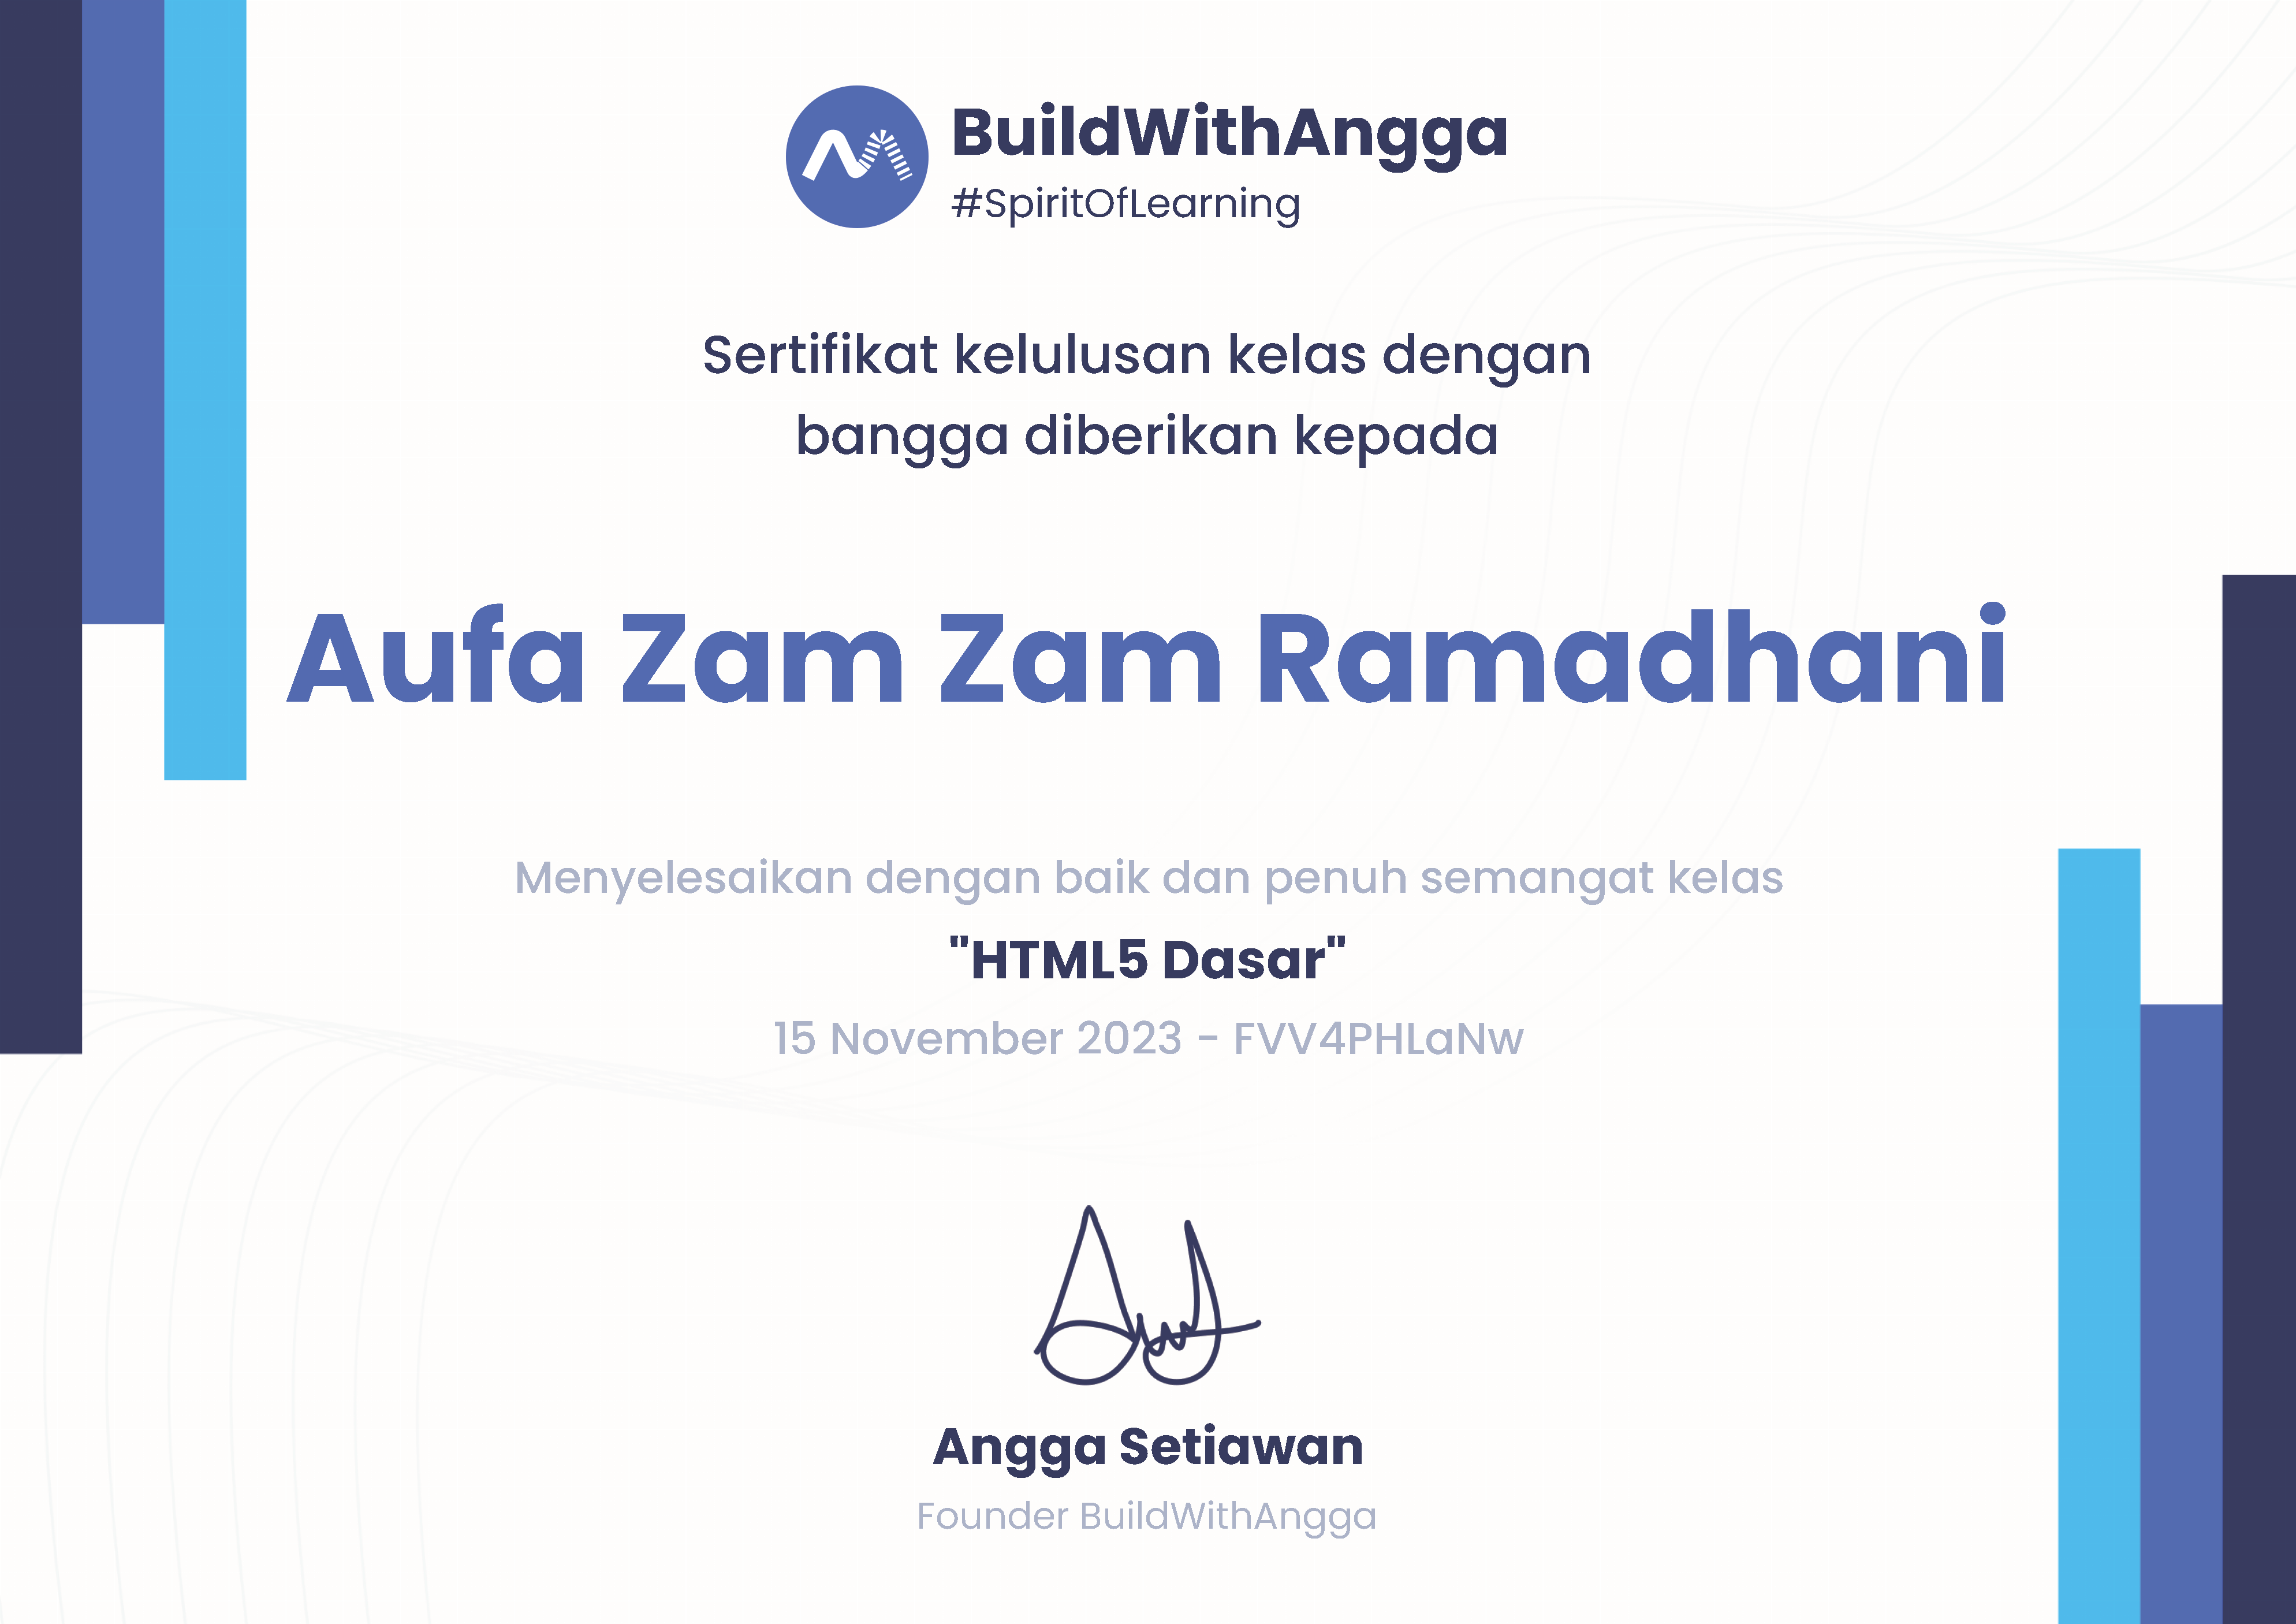 BuildWithAngga
#SpiritOfLearning
Sertifikat kelulusan kelas dengan
bangga diberikan kepada
Aufa Zam Zam Ramadhani
Menyelesaikan dengan baik dan penuh semangat kelas
"HTML5 Dasar"
15 November 2023 - FVV4PHLaNw
Angga Setiawan
Founder BuildWithAngga